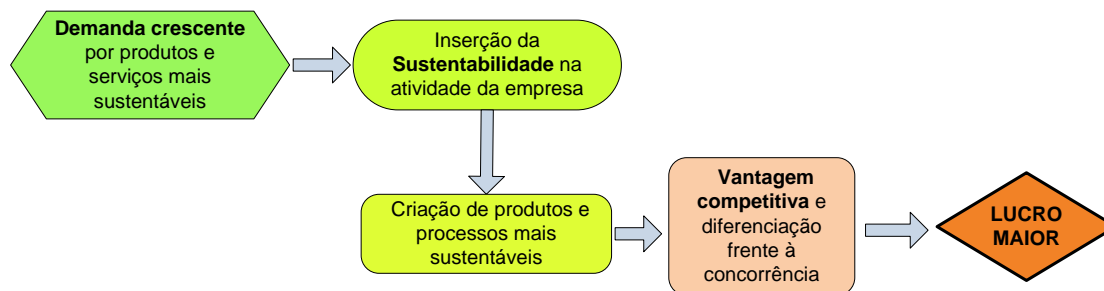 Demanda crescente
por produtos e
serviços mais
sustentáveis
Inserção da
Sustentabilidade na
atividade da empresa
Criação de produtos e
processos mais
sustentáveis
Vantagem
competitiva e
diferenciação
frente à
concorrência
LUCRO
MAIOR